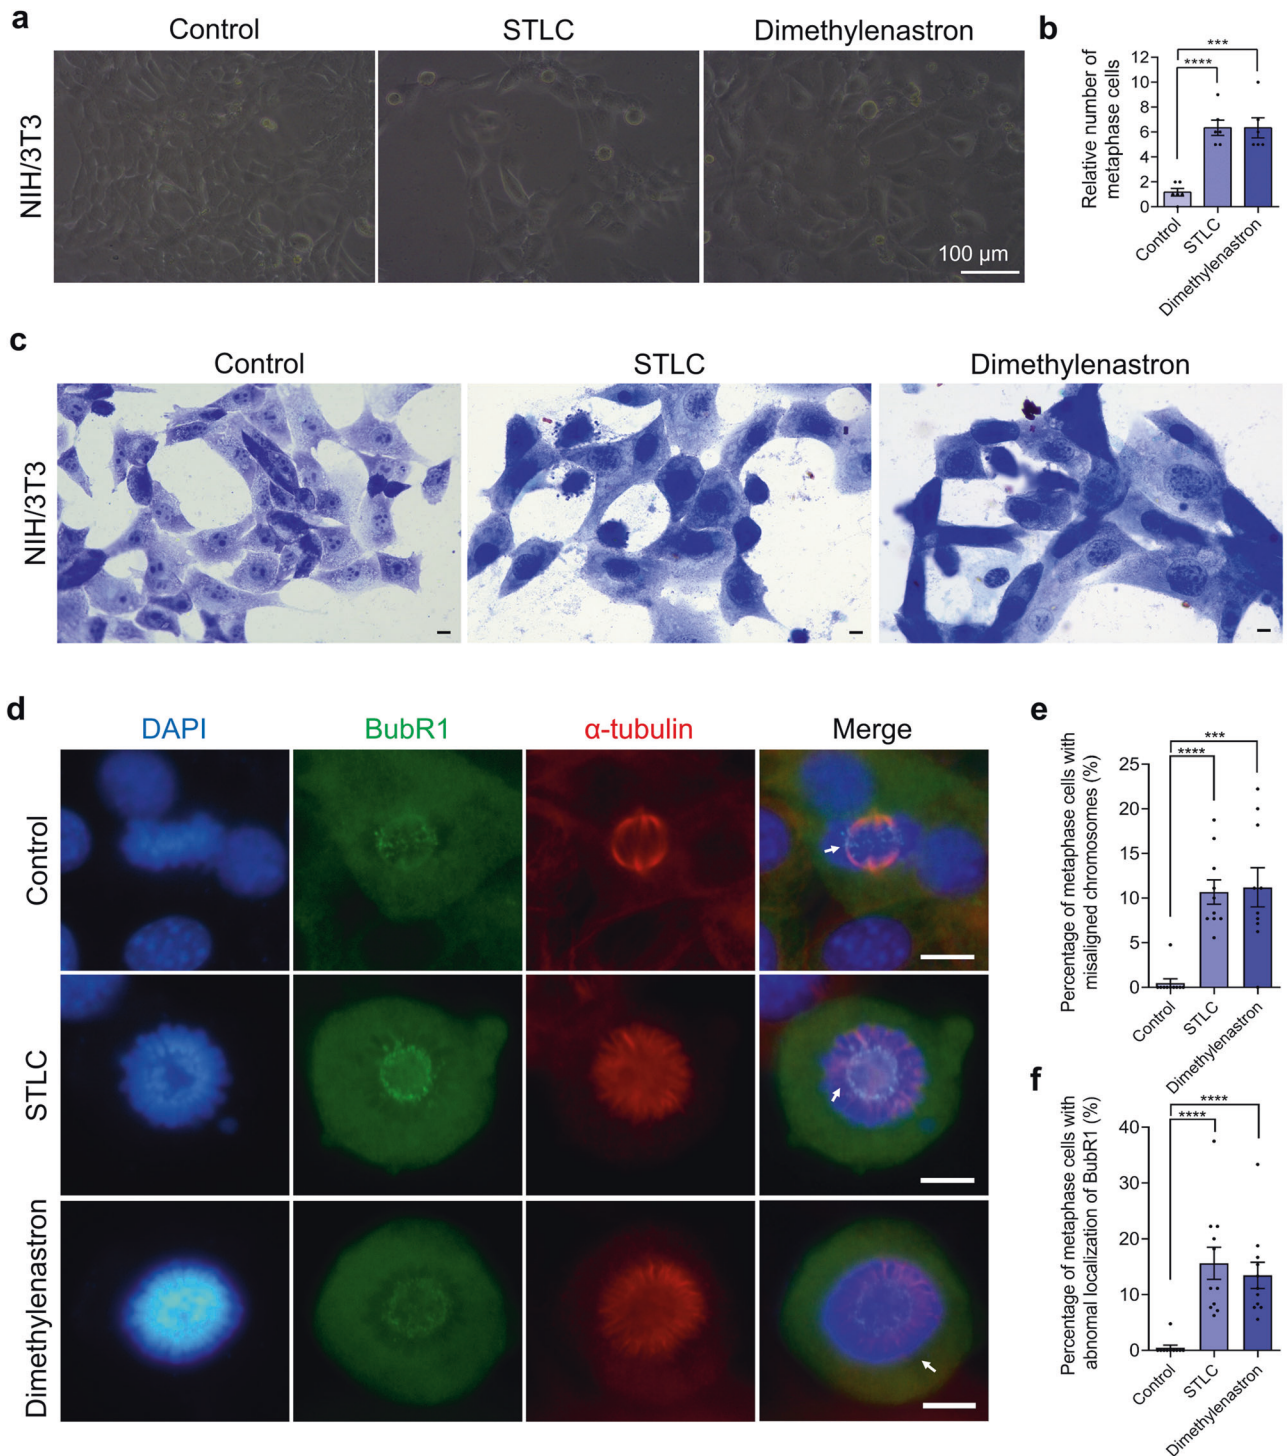 a
Control
STLC
Dimethylenastron
NIH/3T3
100 µm
b
Relative number of
metaphase cells
12
10
8
6
4
2
0
***
****
Control
STLC
Dimethylenastron
c
Control
STLC
Dimethylenastron
NIH/3T3
d
DAPI
BubR1
α-tubulin
Merge
Control
STLC
Dimethylenastron
e
Percentage of metaphase cells with
misaligned chromosomes (%)
25
20
15
10
5
0
***
****
Control
STLC
Dimethylenastron
f
Percentage of metaphase cells with
abnomal localization of BubR1 (%)
40
30
20
10
0
****
****
Control
STLC
Dimethylenastron